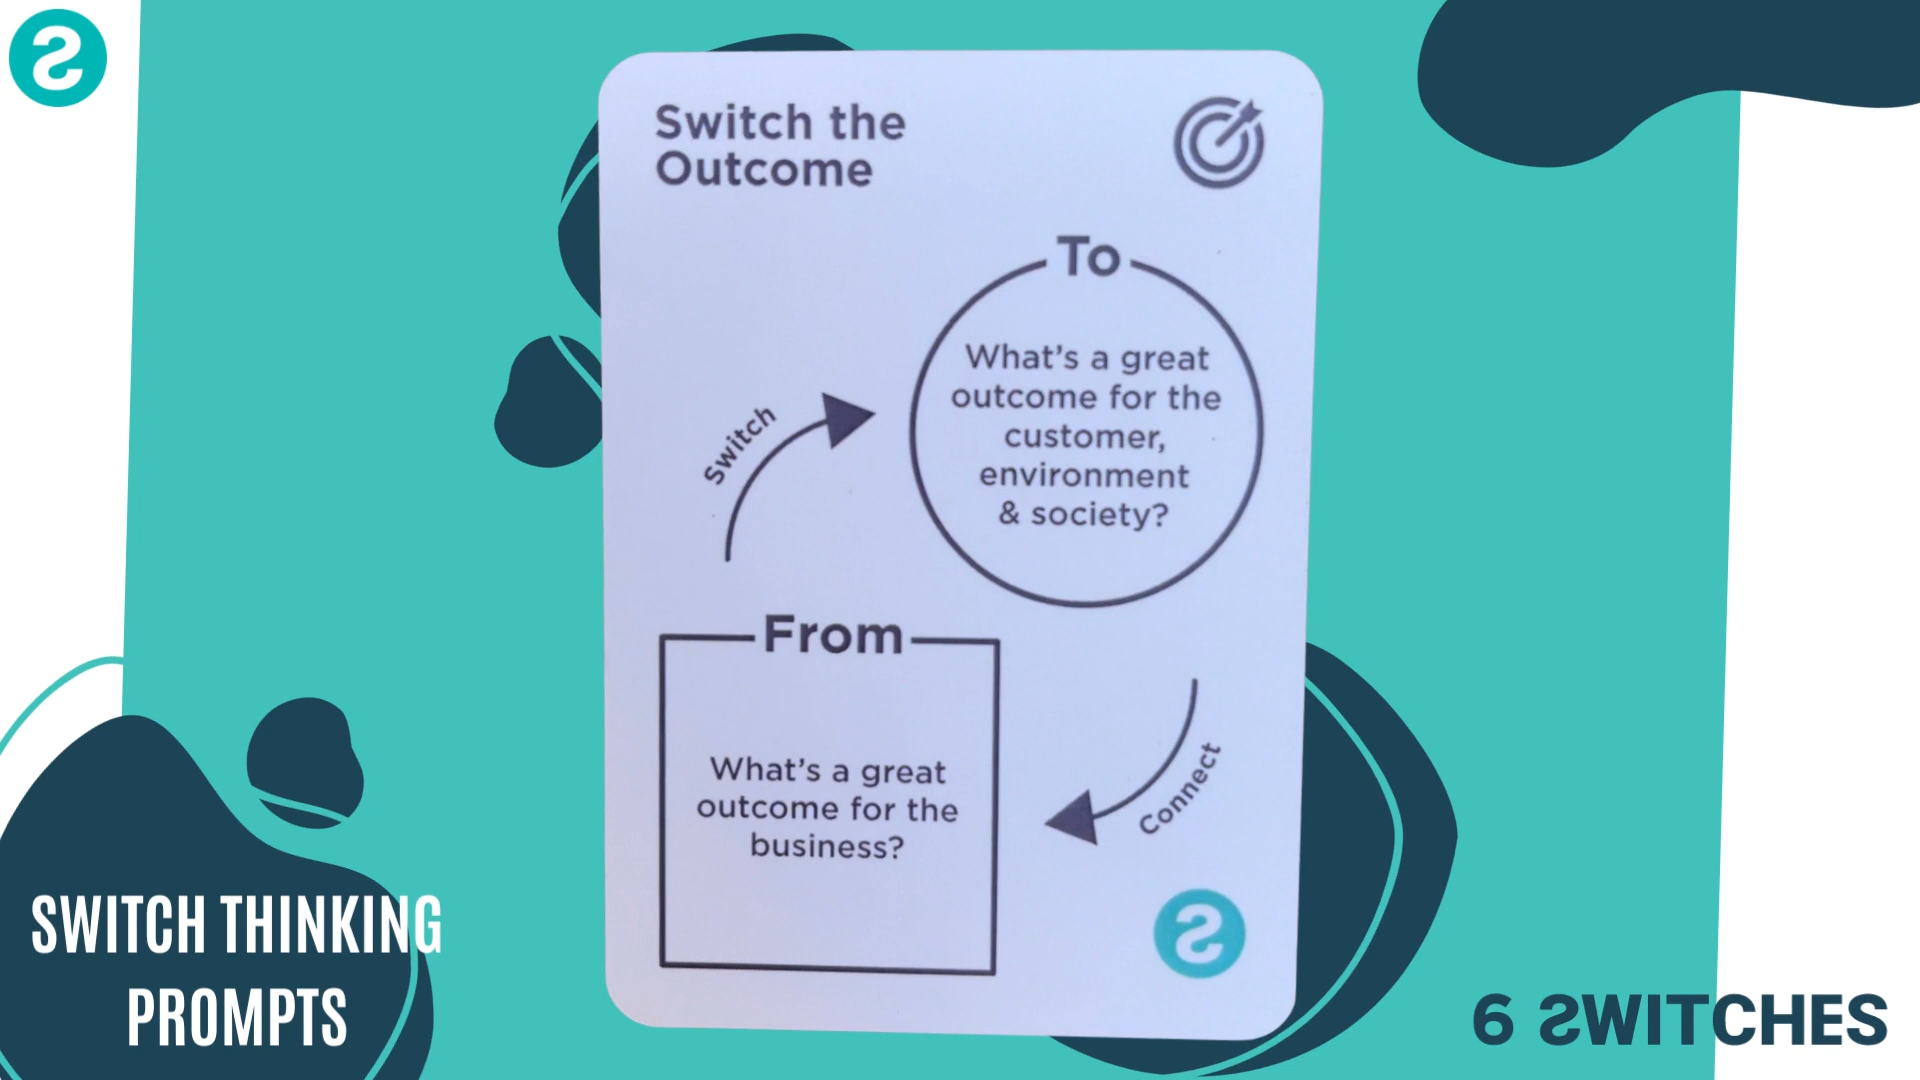 Switch the
Outcome
To
What's a great
outcome for the
customer,
environment
& society?
Switch
From
What's a great
outcome for the
business?
Connect
SWITCH THINKING
PROMPTS
6 SWITCHES